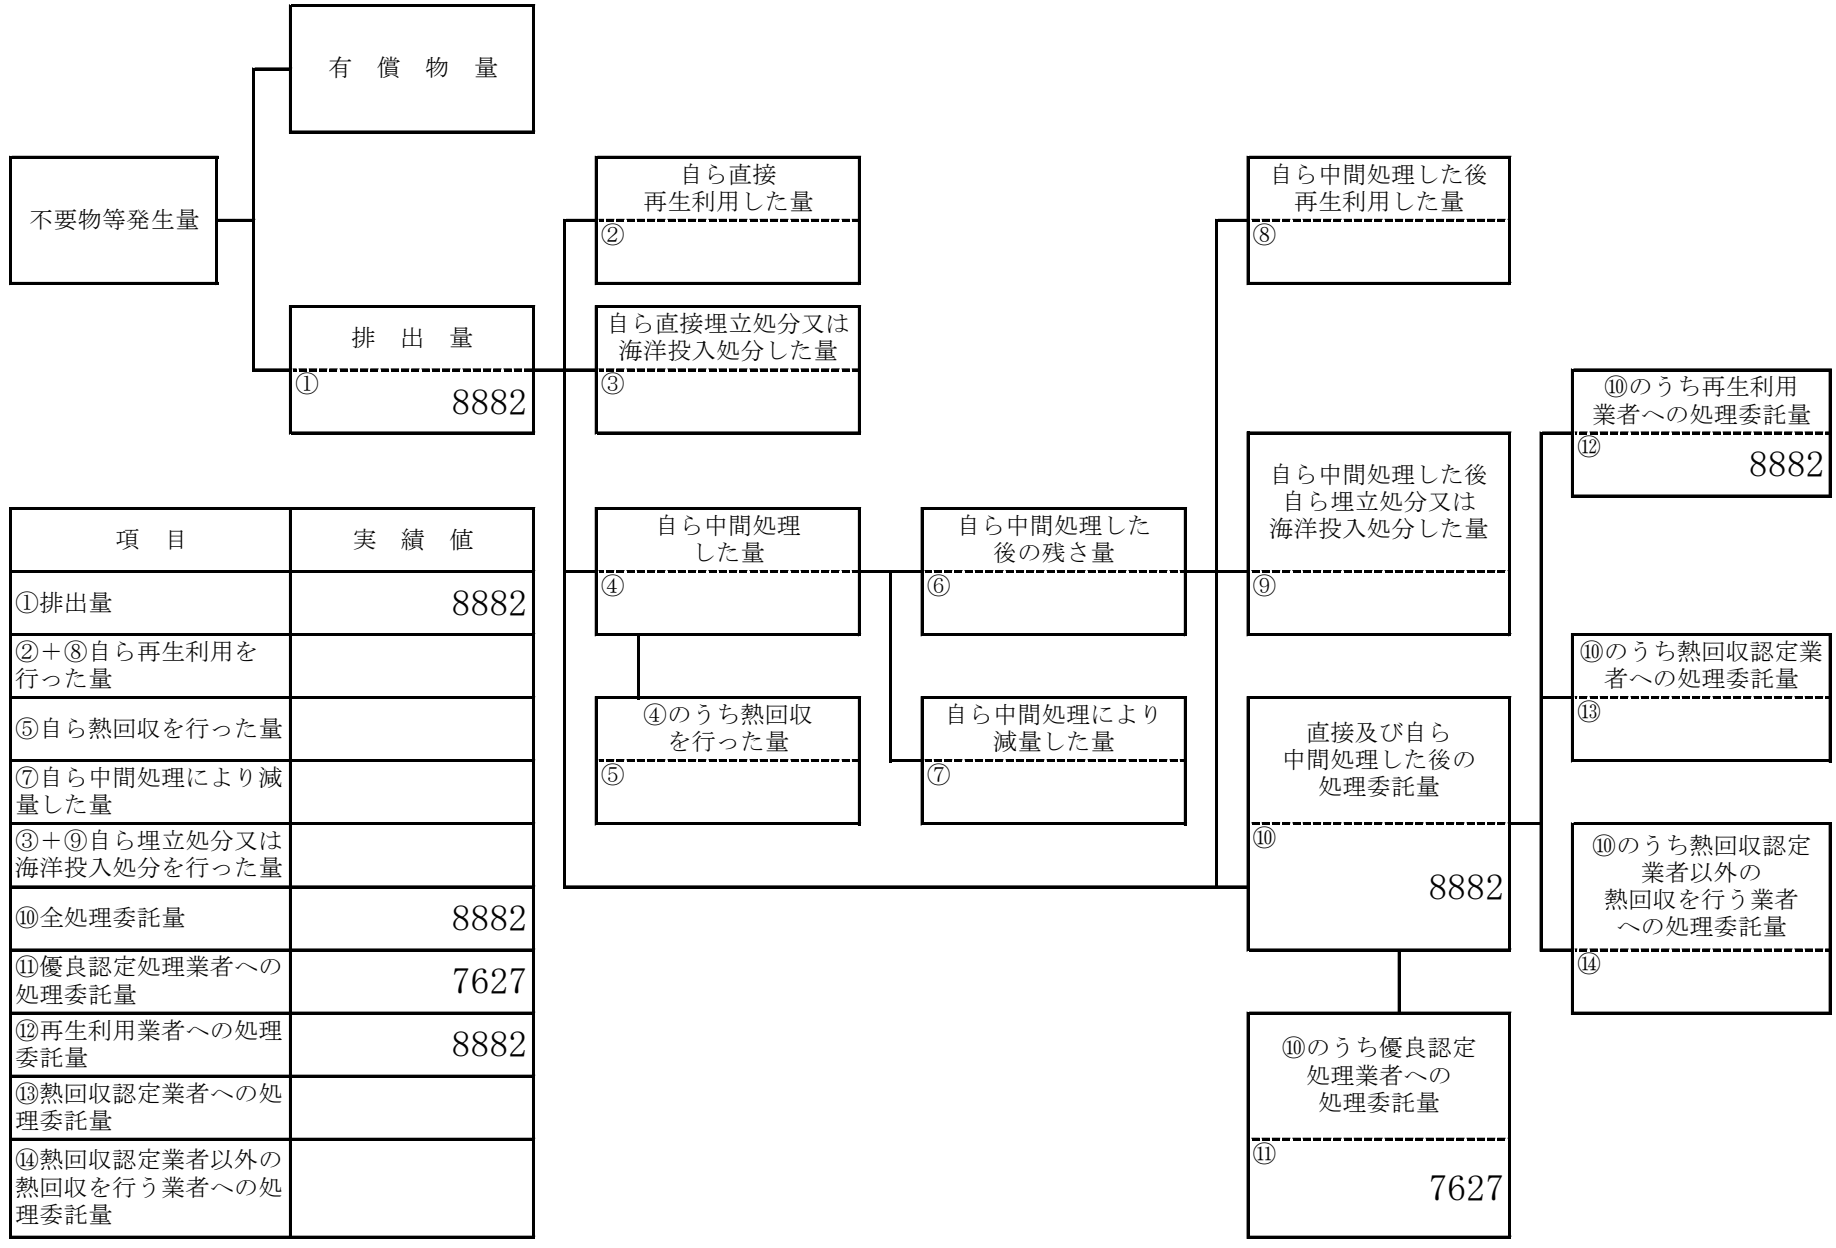 有 償 物 量
不要物等発生量
排 出 量
①
8882
自ら直接
再生利用した量
②
自ら直接埋立処分又は
海洋投入処分した量
③
自ら中間処理
した量
④
④のうち熱回収
を行った量
⑤
自ら中間処理した
後の残さ量
⑥
自ら中間処理により
減量した量
⑦
自ら中間処理した後
再生利用した量
⑧
自ら中間処理した後
自ら埋立処分又は
海洋投入処分した量
⑨
直接及び自ら
中間処理した後の
処理委託量
⑩
8882
⑩のうち優良認定
処理業者への
処理委託量
⑪
7627
⑩のうち再生利用
業者への処理委託量
⑫
8882
⑩のうち熱回収認定業
者への処理委託量
⑬
⑩のうち熱回収認定
業者以外の
熱回収を行う業者
への処理委託量
⑭
項 目 実 績 値
①排出量 8882
②＋⑧自ら再生利用を
行った量
⑤自ら熱回収を行った量
⑦自ら中間処理により減
量した量
③＋⑨自ら埋立処分又は
海洋投入処分を行った量
⑩全処理委託量 8882
⑪優良認定処理業者への
処理委託量 7627
⑫再生利用業者への処理
委託量 8882
⑬熱回収認定業者への処
理委託量
⑭熱回収認定業者以外の
熱回収を行う業者への処
理委託量